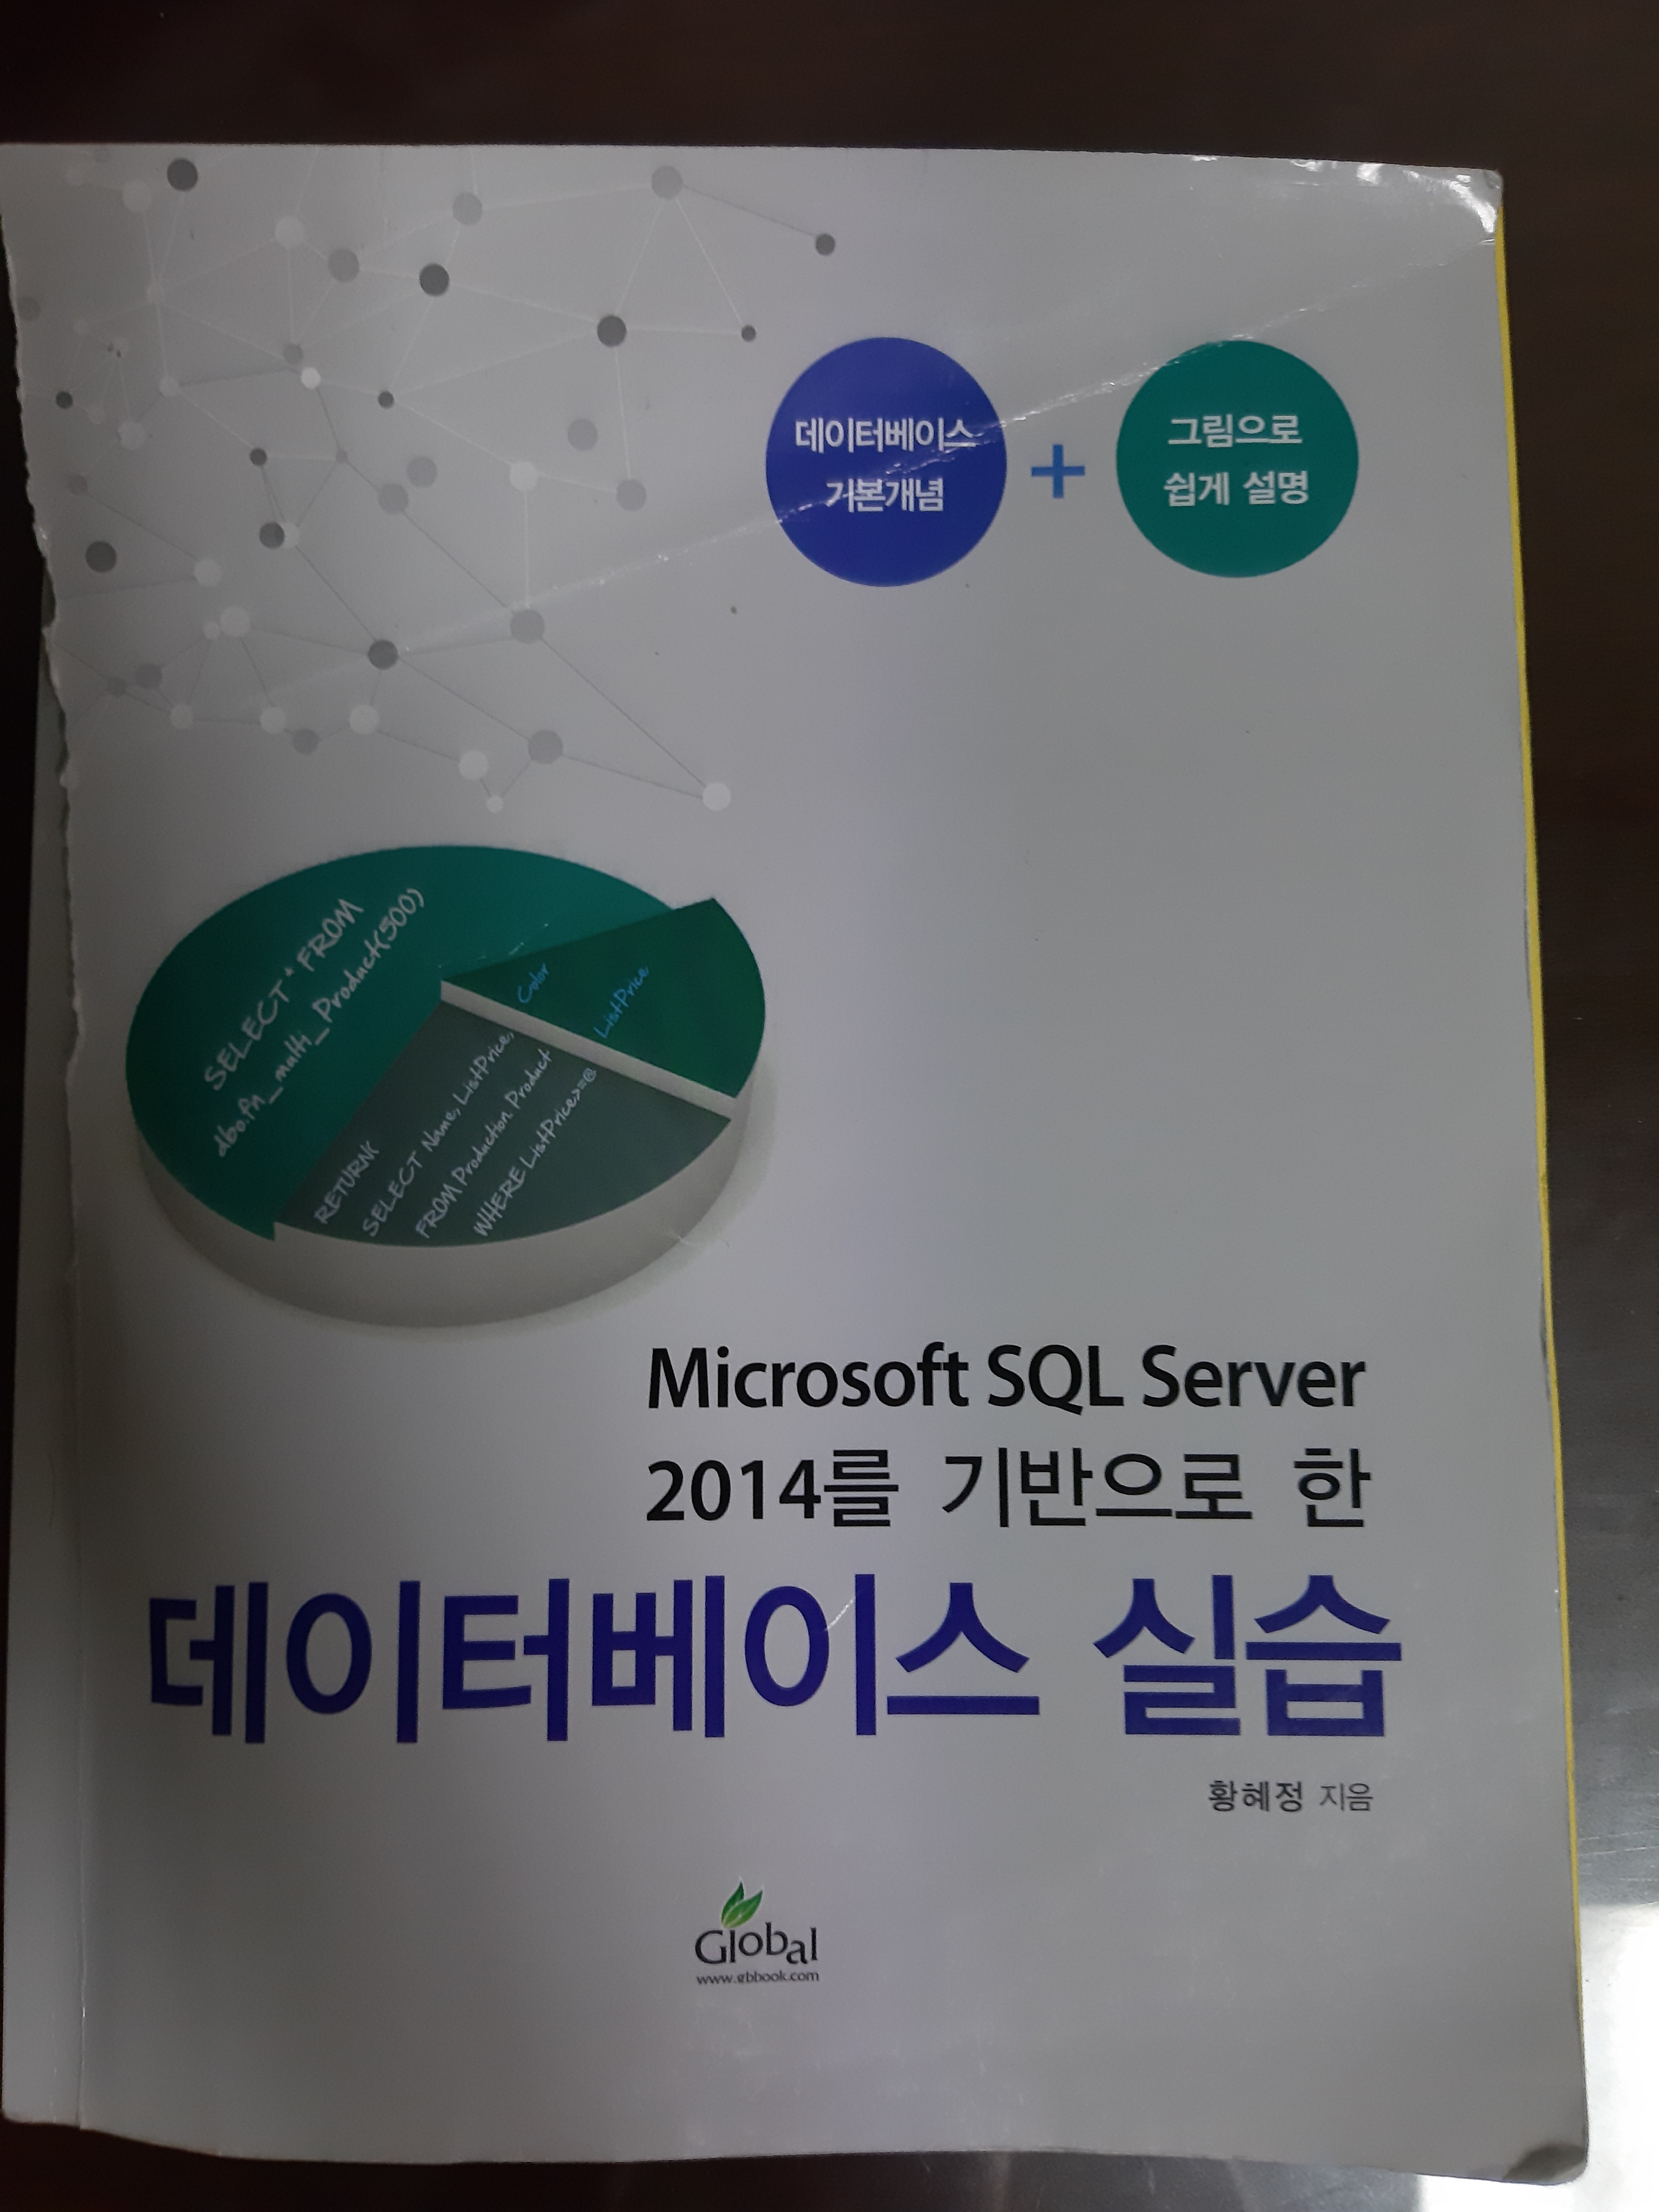 데이터베이스
기본개념
+
그림으로
쉽게 설명
SELECT * FROM
dbo.fn_multi_Product(500)
Color
ListPrice
RETURN(
SELECT Name, ListPrice,
FROM Production Product
WHERE ListPrice>=@
Microsoft SQL Server
2014를 기반으로 한
데이터베이스 실습
황혜정 지음
Global
www.gbbook.com